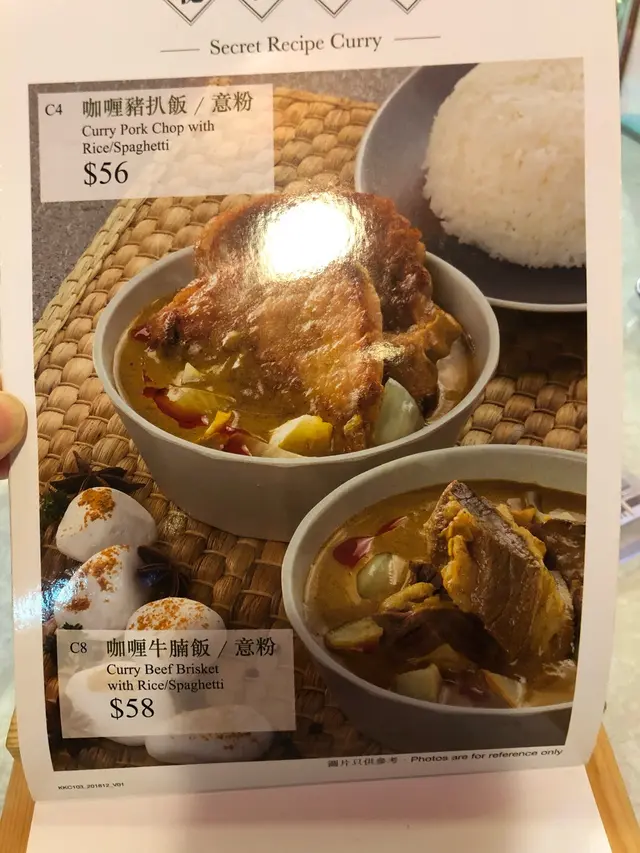 Secret Recipe Curry
C4 咖喱豬扒飯 / 意粉
Curry Pork Chop with
Rice/Spaghetti
$56
C8 咖喱牛腩飯 / 意粉
Curry Beef Brisket
with Rice/Spaghetti
$58
圖片只供參考 Photos are for reference only
KKC103_201812_V01